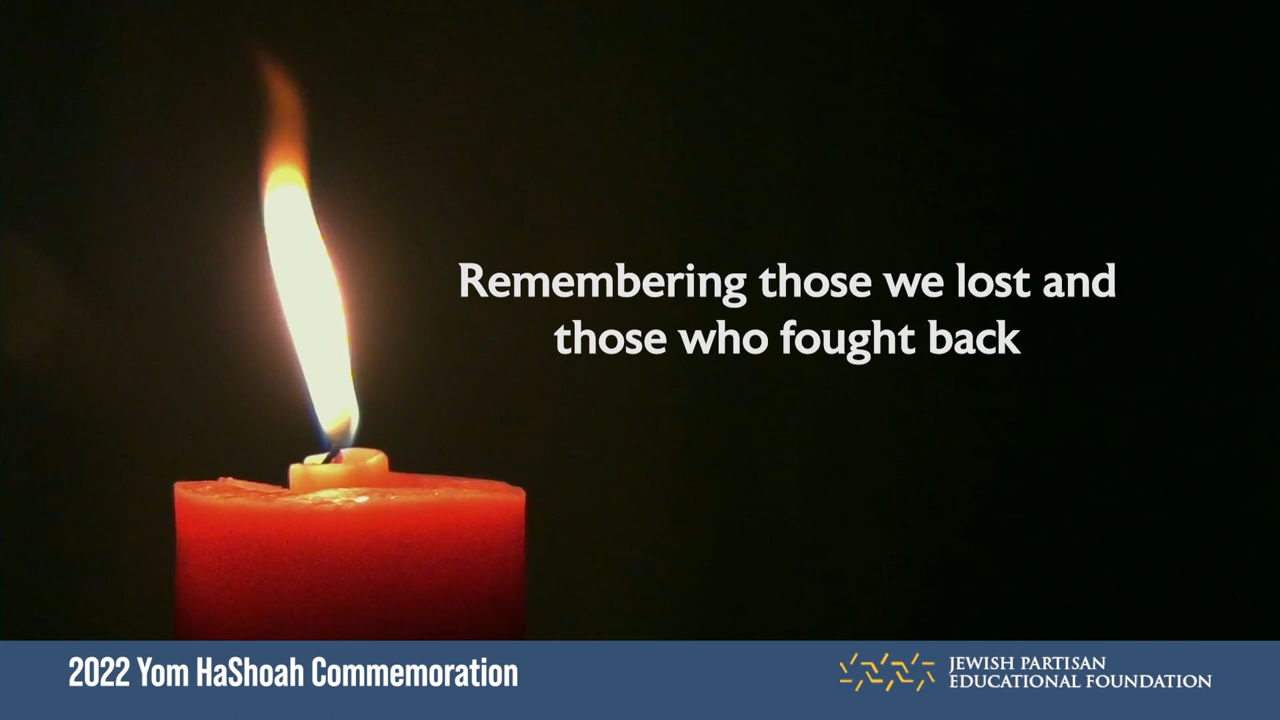 Remembering those we lost and
those who fought back
2022 Yom HaShoah Commemoration
JEWISH PARTISAN
EDUCATIONAL FOUNDATION